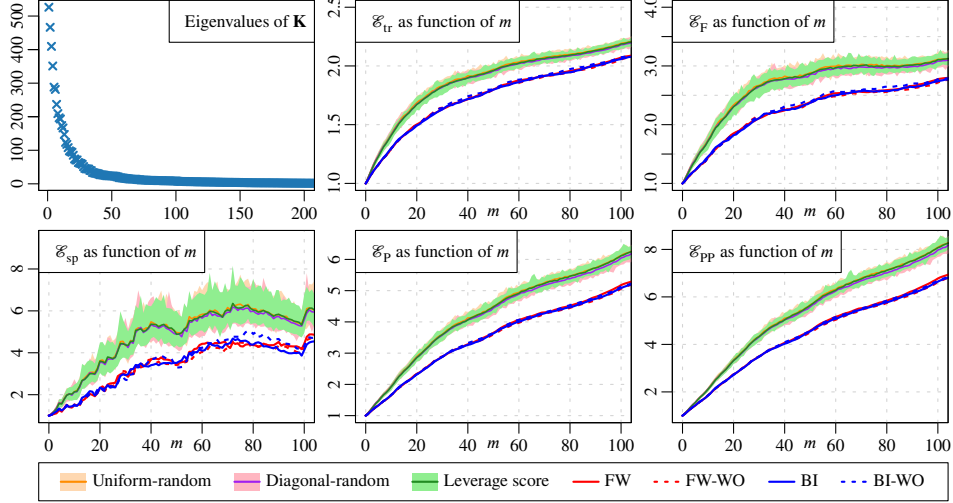 Eigenvalues of K
0 100 200 300 400 500
0 50 100 150 200
ℰtr as function of m
1.0 1.5 2.0 2.5
0 20 40 60 80 100
m
ℰF as function of m
1.0 2.0 3.0 4.0
0 20 40 60 80 100
m
ℰsp as function of m
2 4 6 8
0 20 40 60 80 100
m
ℰP as function of m
1 2 3 4 5 6
0 20 40 60 80 100
m
ℰPP as function of m
2 4 6 8
0 20 40 60 80 100
m
Uniform-random Diagonal-random Leverage score FW FW-WO BI BI-WO